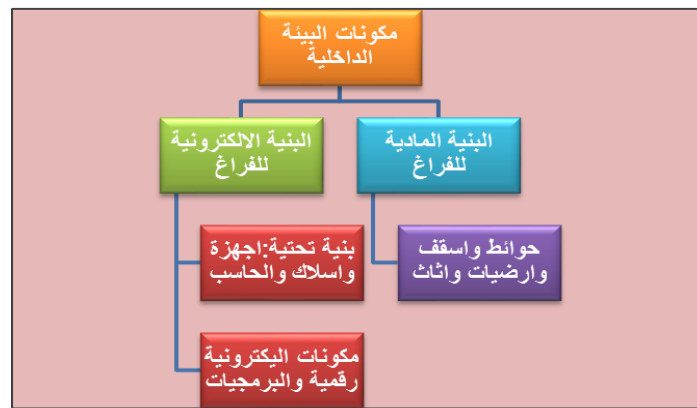 مكونات البيئة
الداخلية
البنية المادية
للفراغ
البنية الالكترونية
للفراغ
حوائط واسقف
وارضيات واثاث
بنية تحتية:اجهزة
واسلاك والحاسب
مكونات اليكترونية
رقمية والبرمجيات